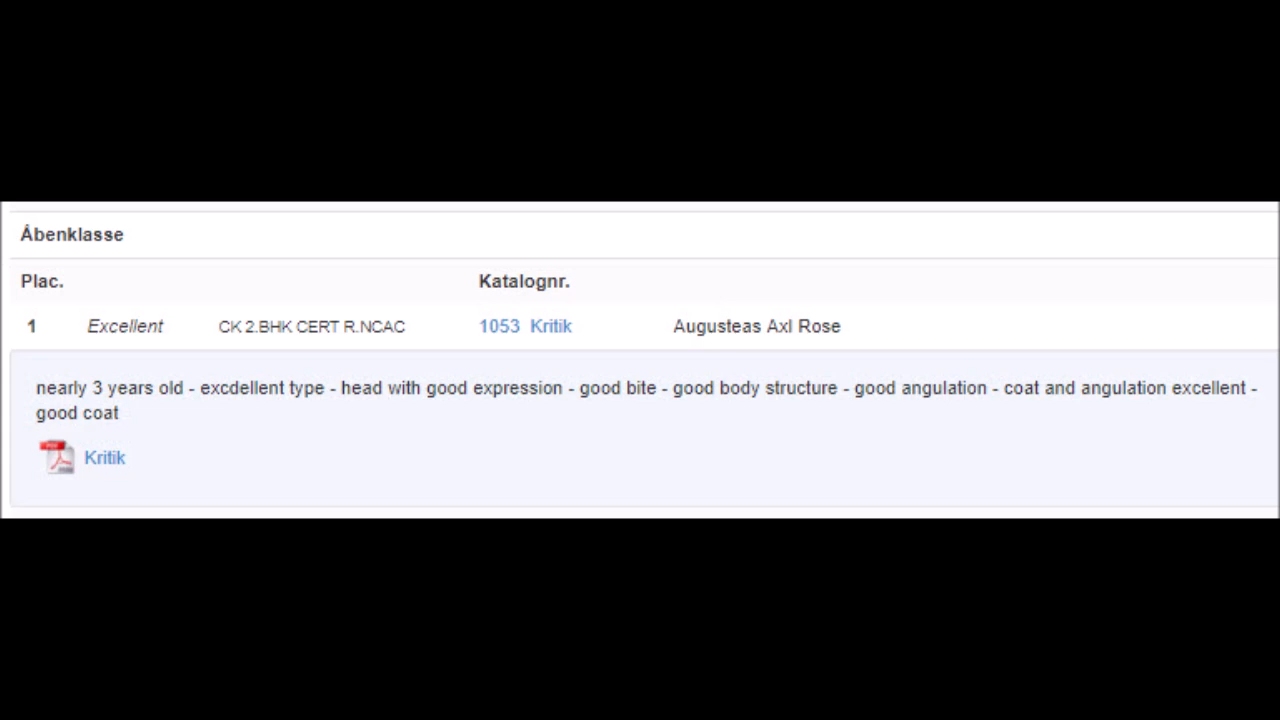 Åbenklasse
Plac. Katalognr.
1 Excellent CK 2.BHK CERT R.NCAC 1053 Kritik Augusteas Axl Rose
nearly 3 years old - excdellent type - head with good expression - good bite - good body structure - good angulation - coat and angulation excellent -
good coat
Kritik